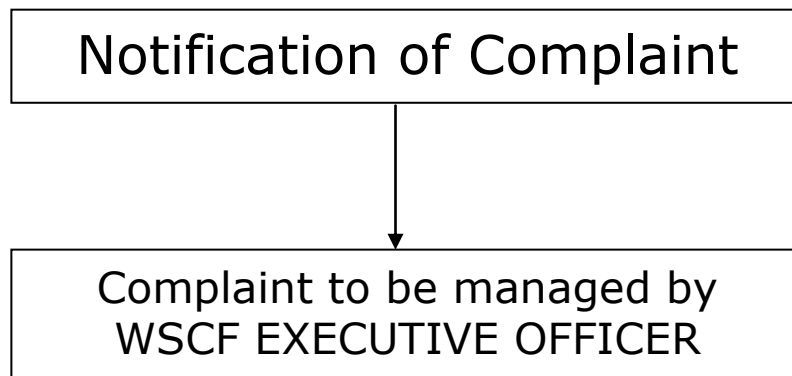 Notification of Complaint
Complaint to be managed by
WSCF EXECUTIVE OFFICER